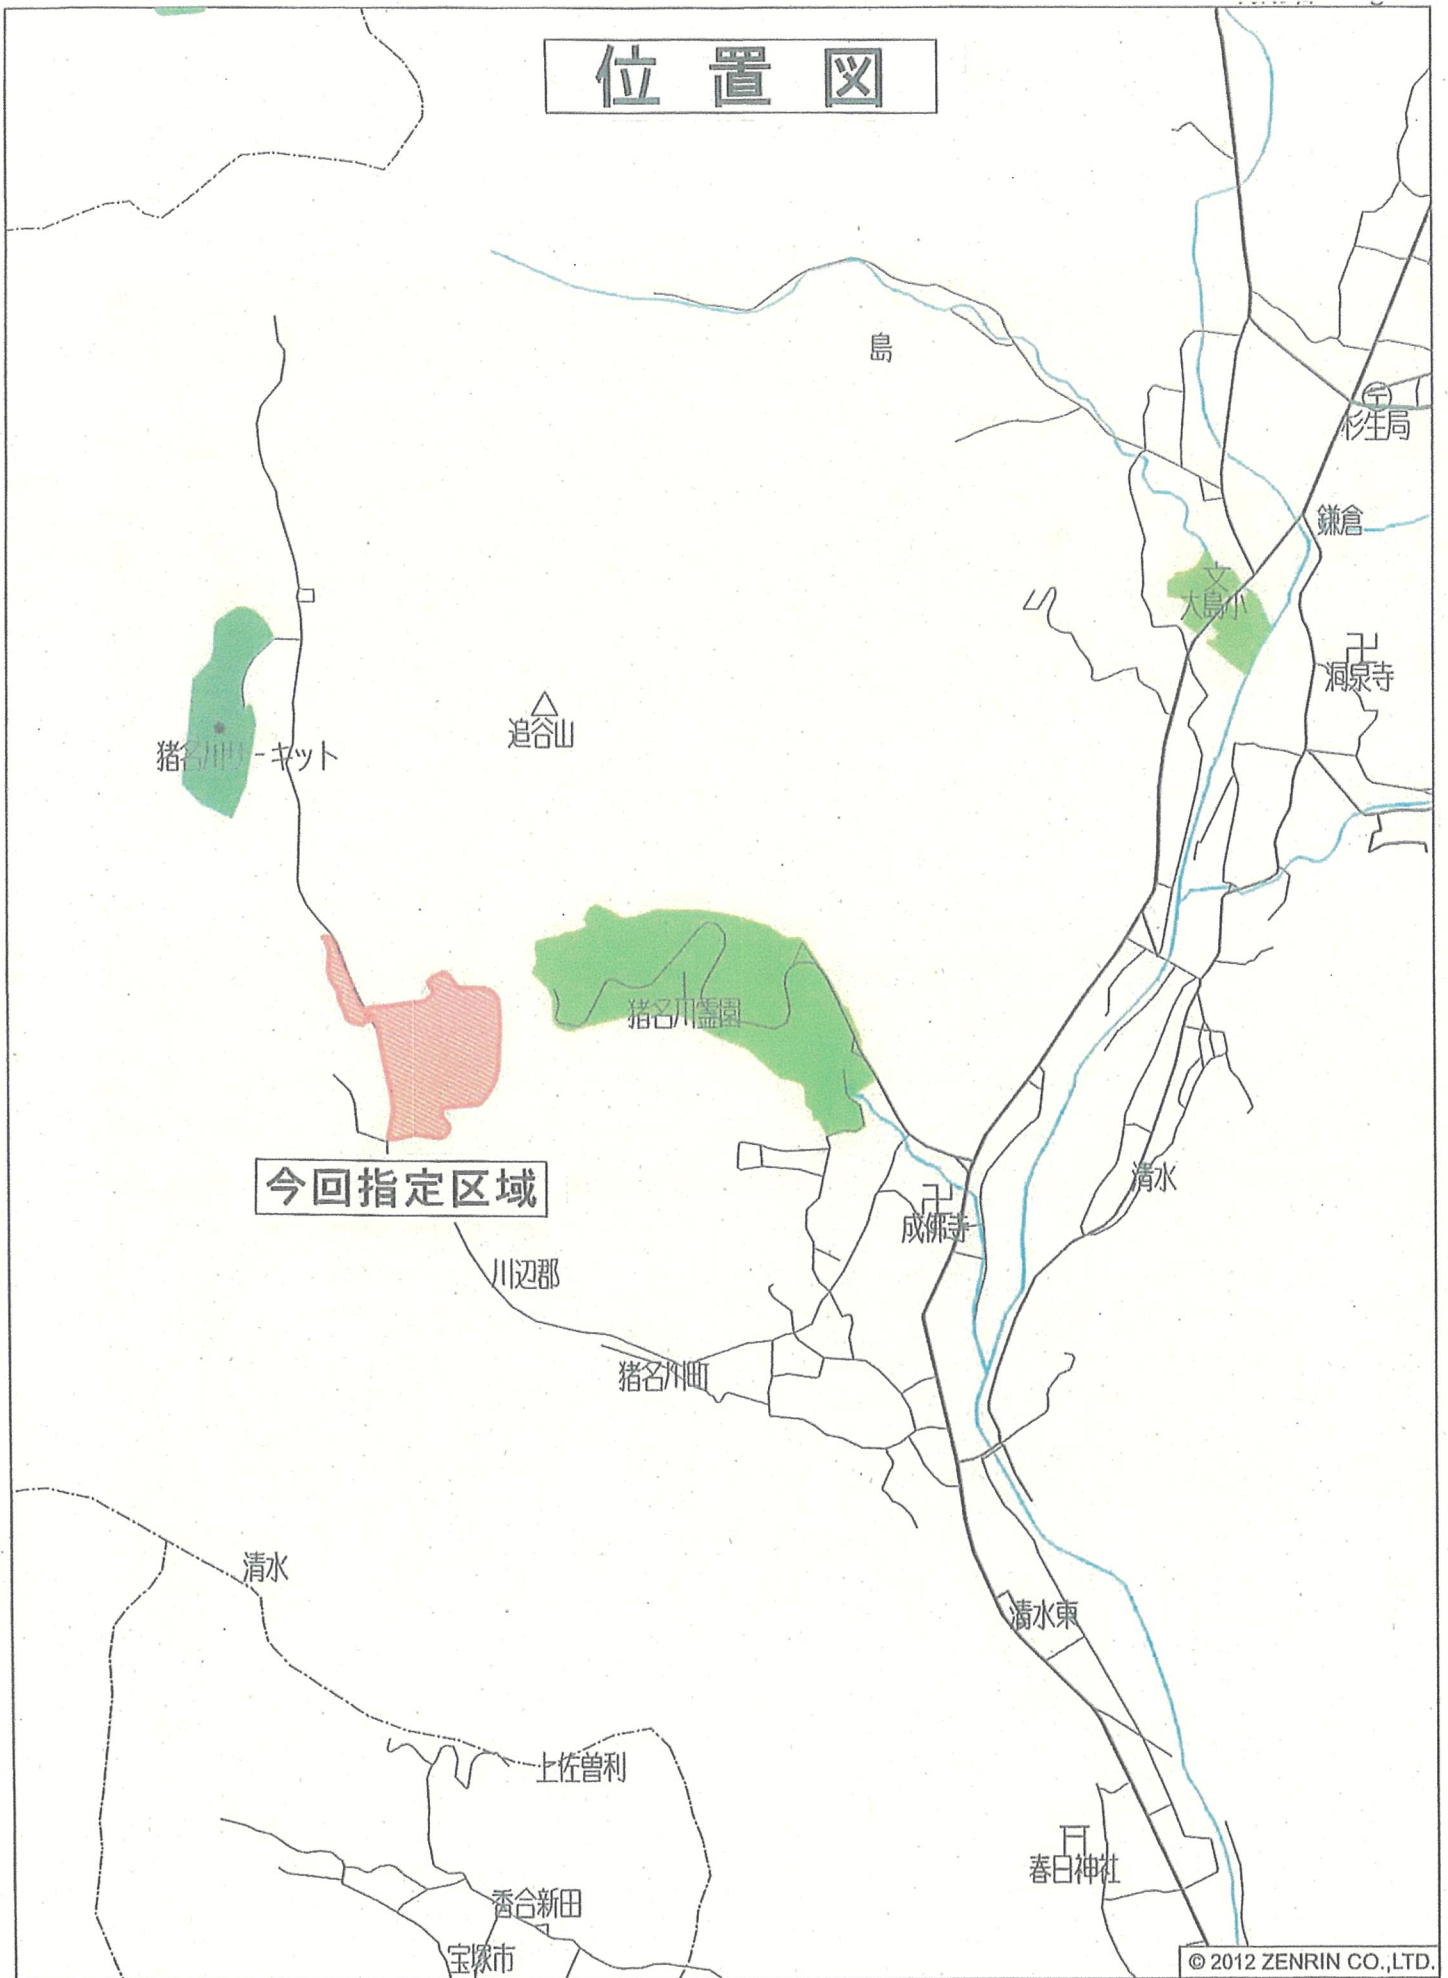 位置図
島
杉生局
鎌倉
文
大島小
洞泉寺
追谷山
猪名川サーキット
猪名川霊園
今回指定区域
清水
成佛寺
川辺郡
猪名川町
清水
清水東
上佐曽利
春日神社
香合新田
宝塚市
© 2012 ZENRIN CO.,LTD.